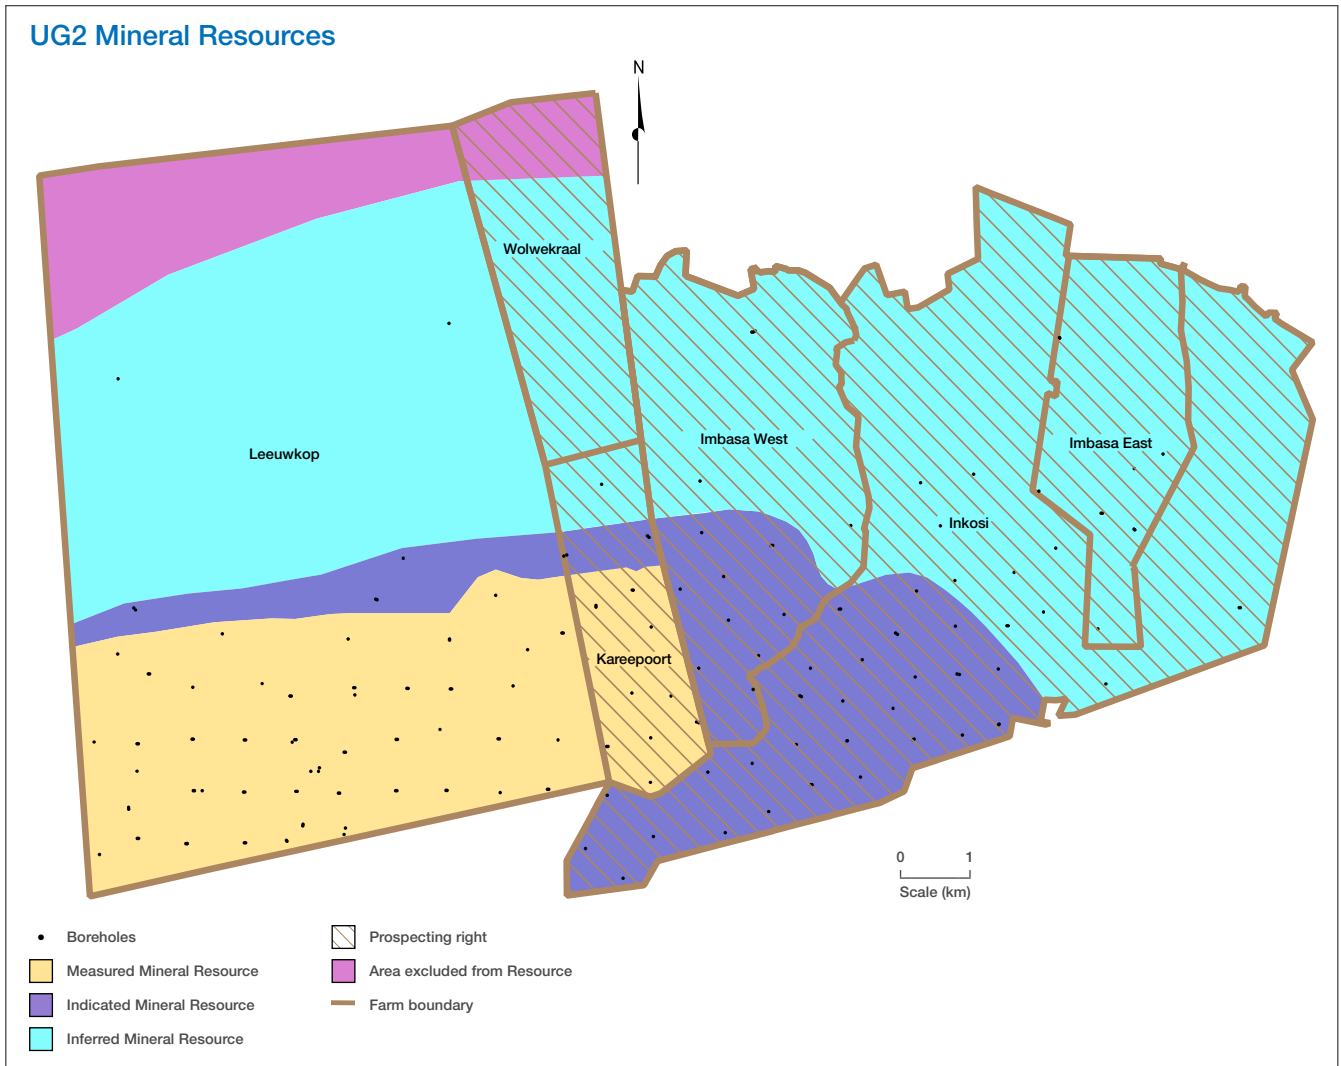 UG2 Mineral Resources
N
Wolwekraal
Imbasa West
Imbasa East
Leeuwkop
Inkosi
Kareepoort
0 1
Scale (km)
Boreholes
Measured Mineral Resource
Indicated Mineral Resource
Inferred Mineral Resource
Prospecting right
Area excluded from Resource
Farm boundary